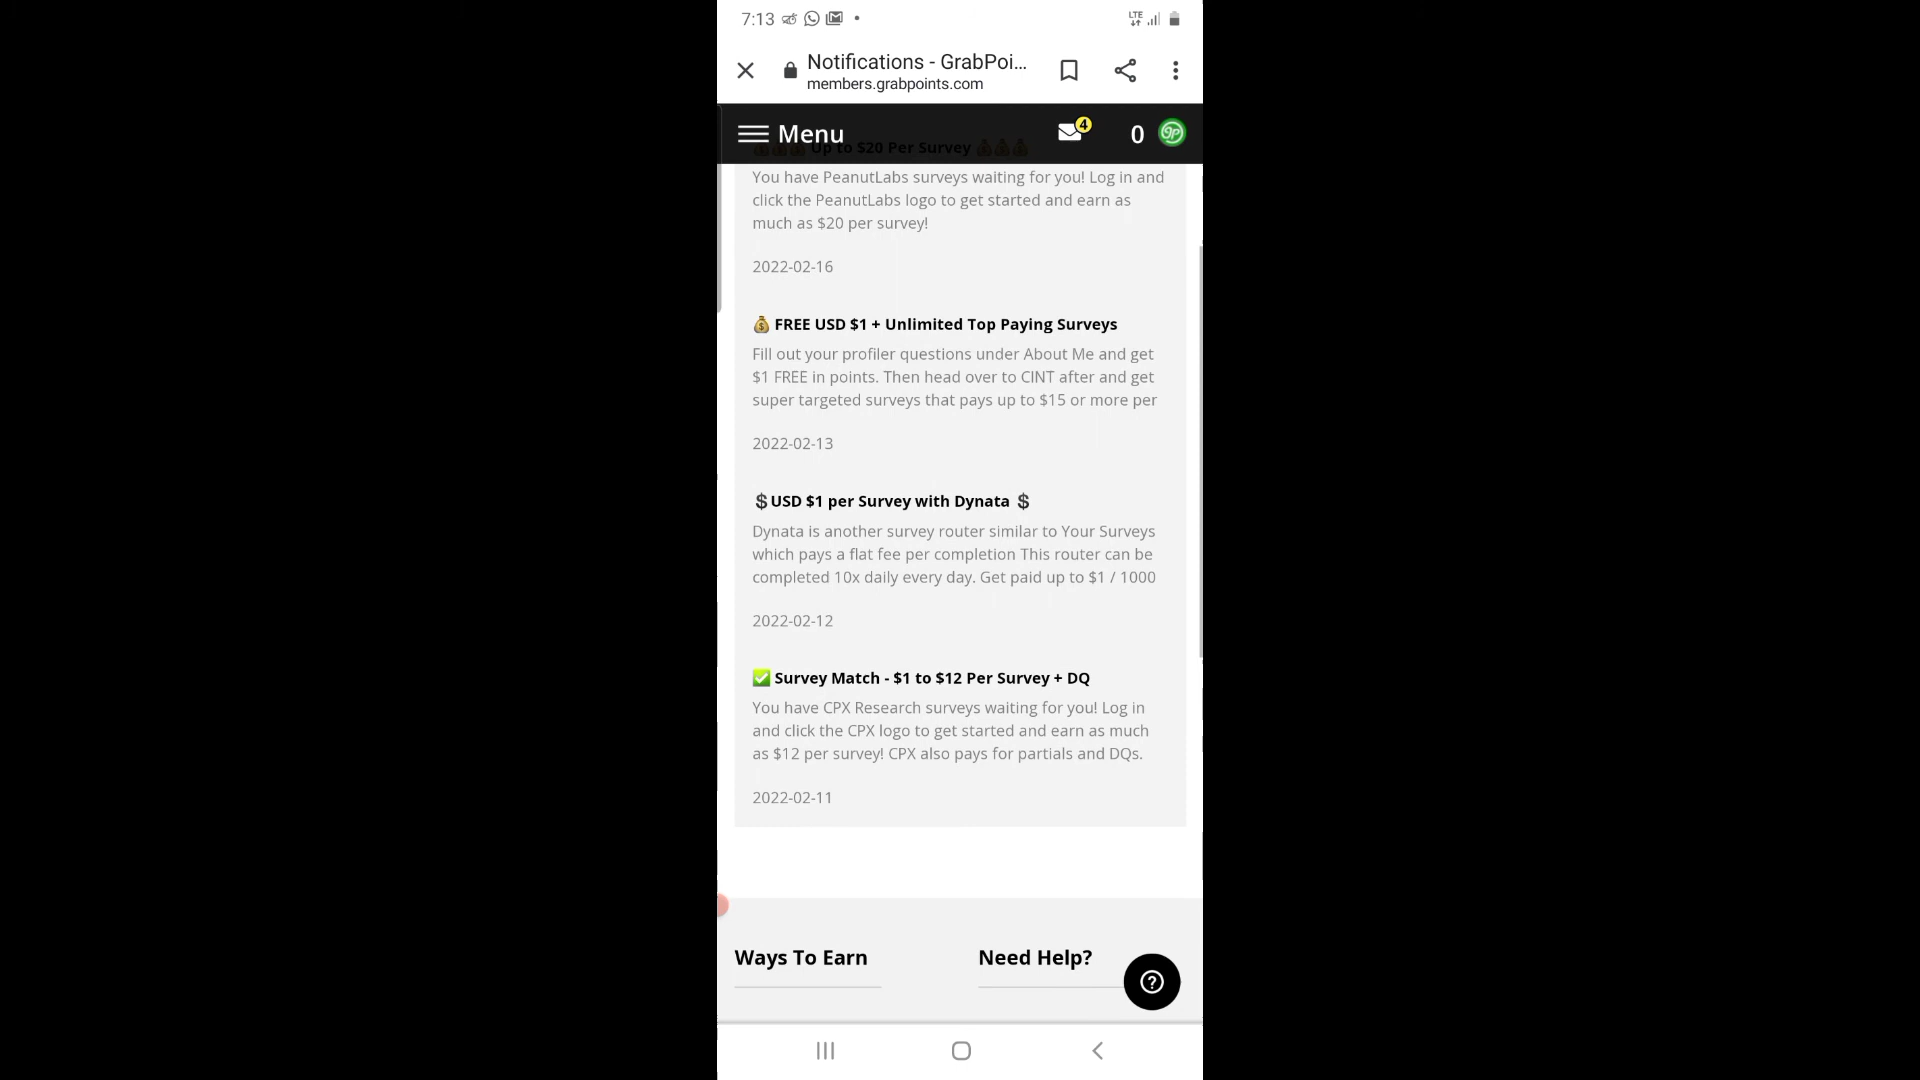 7:13
LTE
Notifications - GrabPoi...
members.grabpoints.com
Menu
4
0
gp
Up to $20 Per Survey
You have PeanutLabs surveys waiting for you! Log in and
click the PeanutLabs logo to get started and earn as
much as $20 per survey!
2022-02-16
FREE USD $1 + Unlimited Top Paying Surveys
Fill out your profiler questions under About Me and get
$1 FREE in points. Then head over to CINT after and get
super targeted surveys that pays up to $15 or more per
2022-02-13
💲USD $1 per Survey with Dynata 💲
Dynata is another survey router similar to Your Surveys
which pays a flat fee per completion This router can be
completed 10x daily every day. Get paid up to $1 / 1000
2022-02-12
✅ Survey Match - $1 to $12 Per Survey + DQ
You have CPX Research surveys waiting for you! Log in
and click the CPX logo to get started and earn as much
as $12 per survey! CPX also pays for partials and DQs.
2022-02-11
Ways To Earn
Need Help?